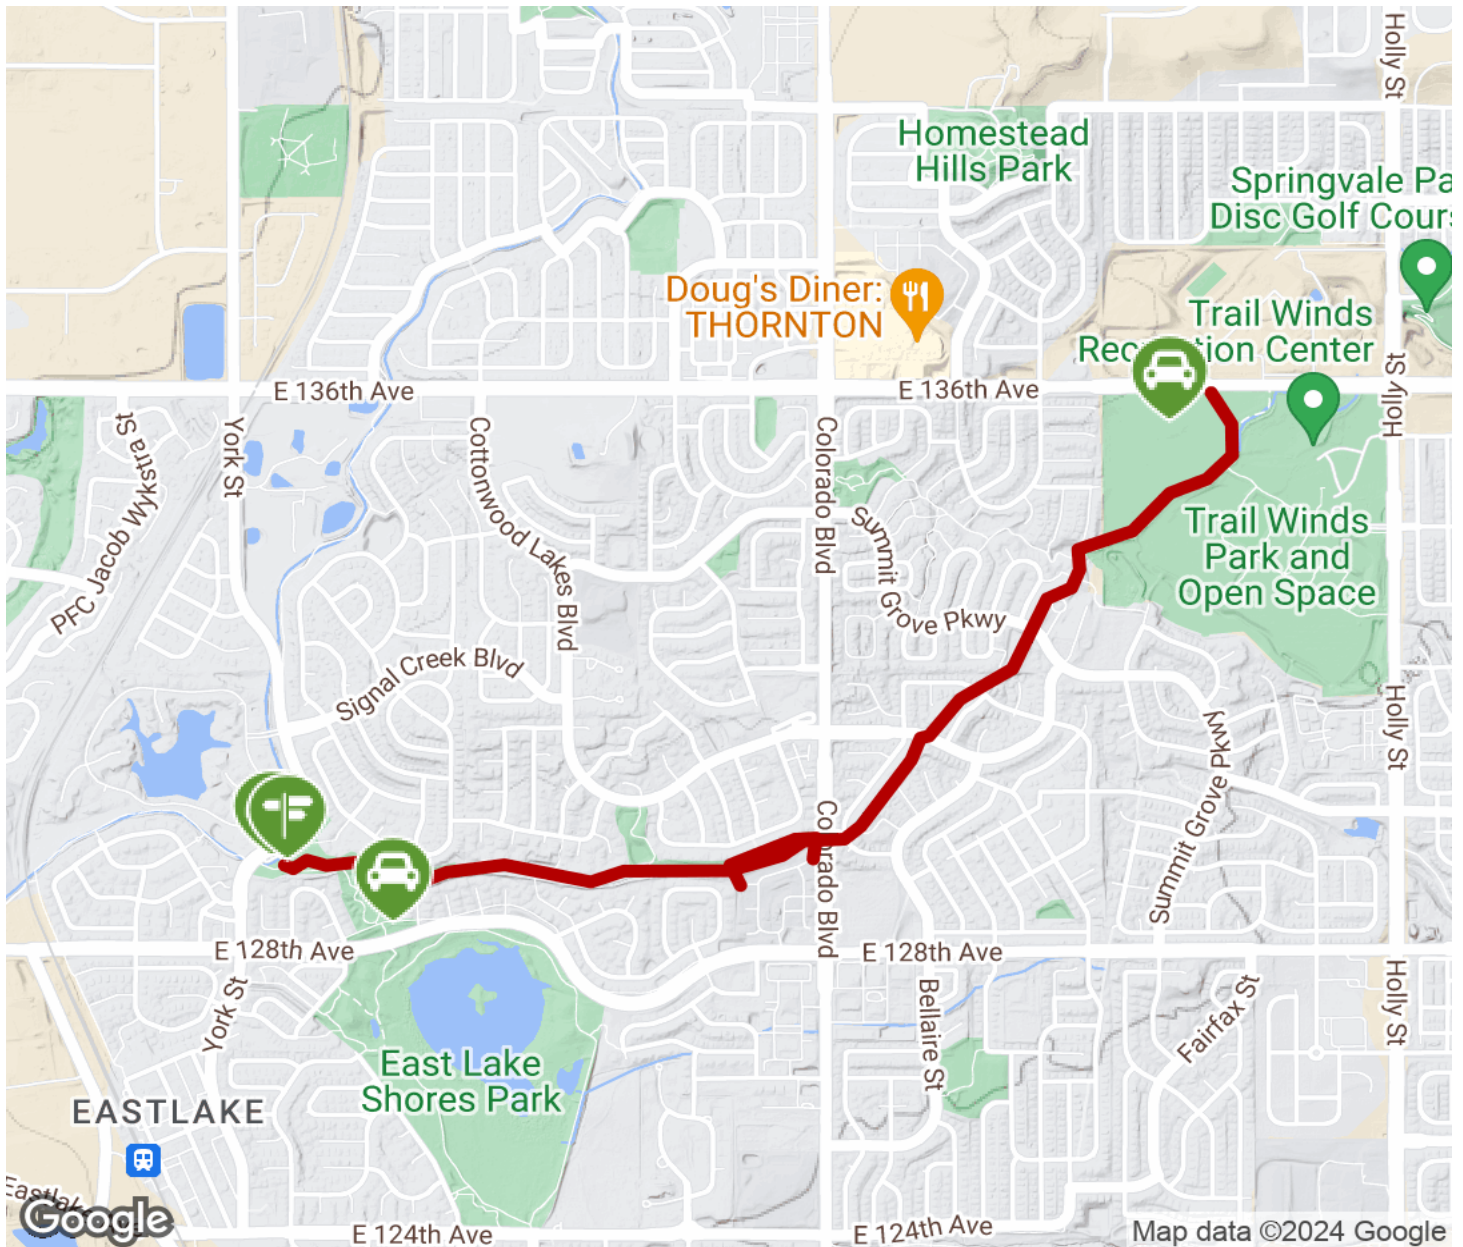 Holly St
Homestead
Hills Park
Springvale Pa
Disc Golf Cours
Doug's Diner:
THORNTON
Trail Winds
Rec tion Center
E 136th Ave
E 136th Ave
Holly St
PFC Jacob Wykstra St
York St
Cottonwood Lakes Blvd
Colorado Blvd
Summit Grove Pkwy
Trail Winds
Park and
Open Space
Signal Creek Blvd
Summit Grove Pkwy
Holly St
Co rado Blvd
E 128th Ave
E 128th Ave
York St
Bellaire St
Fairfax St
Holly St
East Lake
Shores Park
EASTLAKE
Eastlake
Google
E 124th Ave
E 124th Ave
Map data ©2024 Google